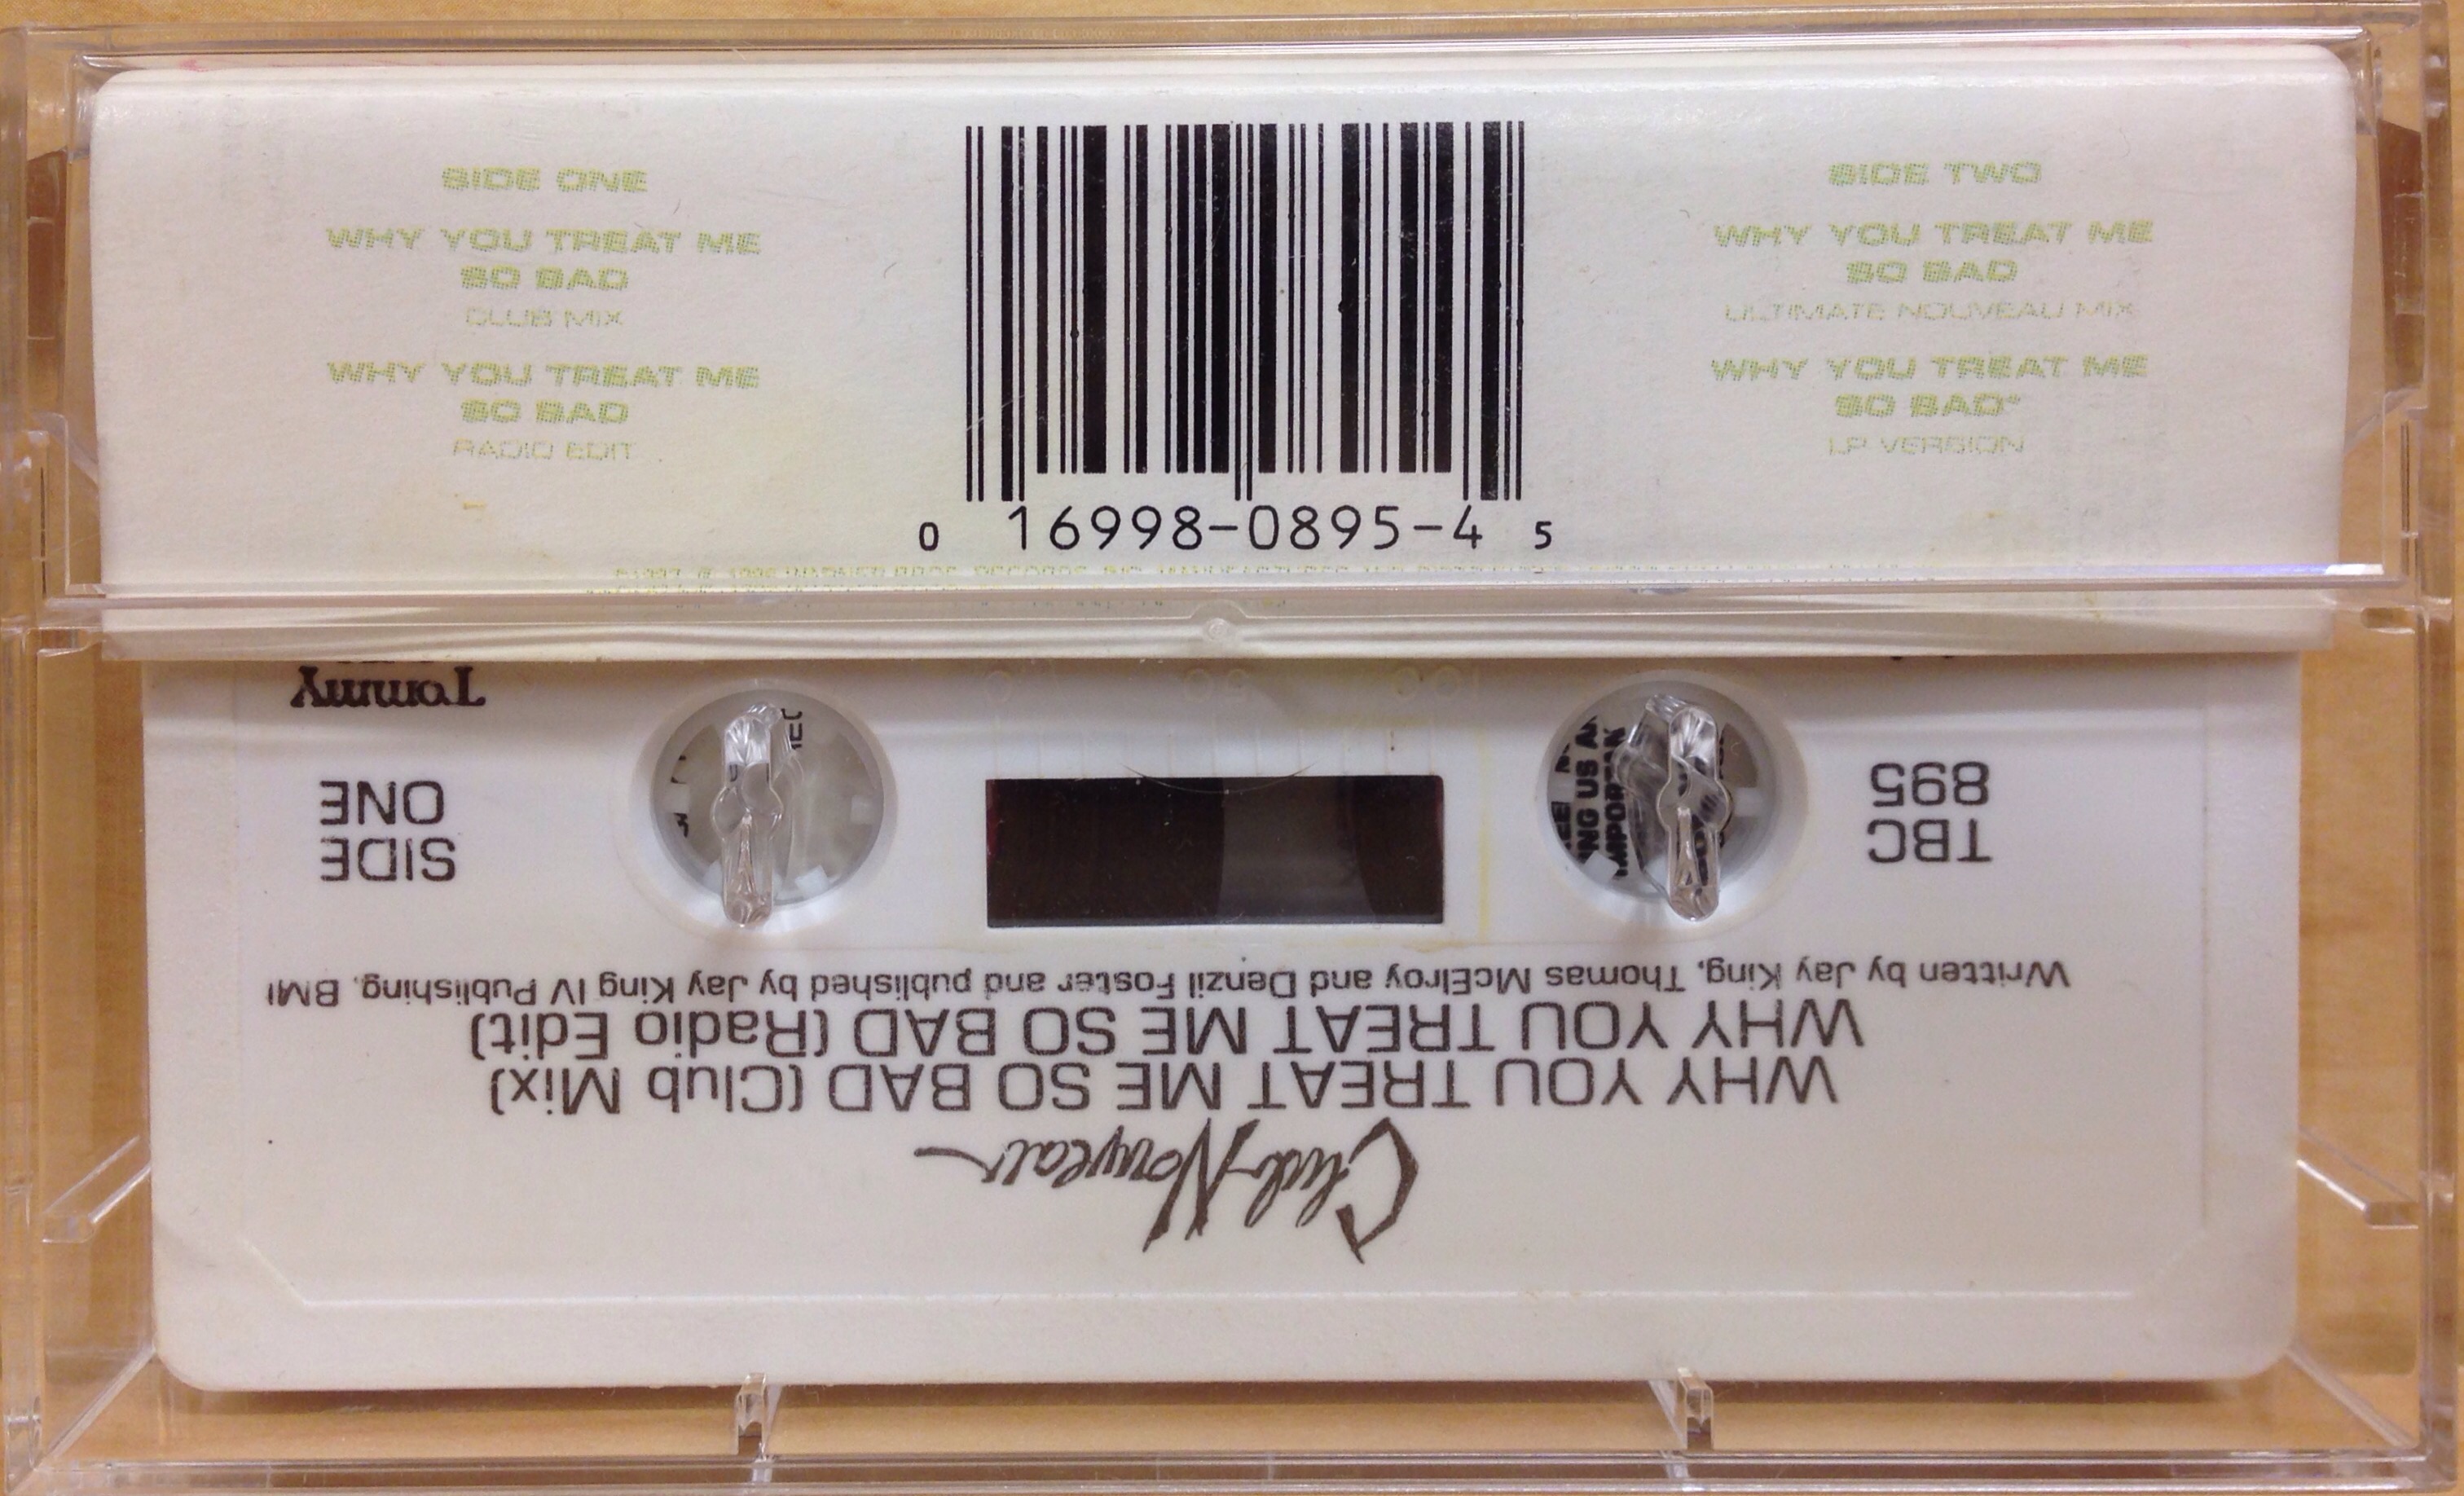 SIDE ONE
WHY YOU TREAT ME
SO BAD
CLUB MIX
WHY YOU TREAT ME
SO BAD
RADIO EDIT
0 16998-0895-4 5
SIDE TWO
WHY YOU TREAT ME
SO BAD
ULTIMATE NOUVEAU MIX
WHY YOU TREAT ME
SO BAD*
LP VERSION
Club Nouveau
WHY YOU TREAT ME SO BAD (Club Mix)
WHY YOU TREAT ME SO BAD (Radio Edit)
Written by Jay King, Thomas McElroy and Denzil Foster and published by Jay King IV Publishing, BMI
TBC
895
SIDE
ONE
Tommy